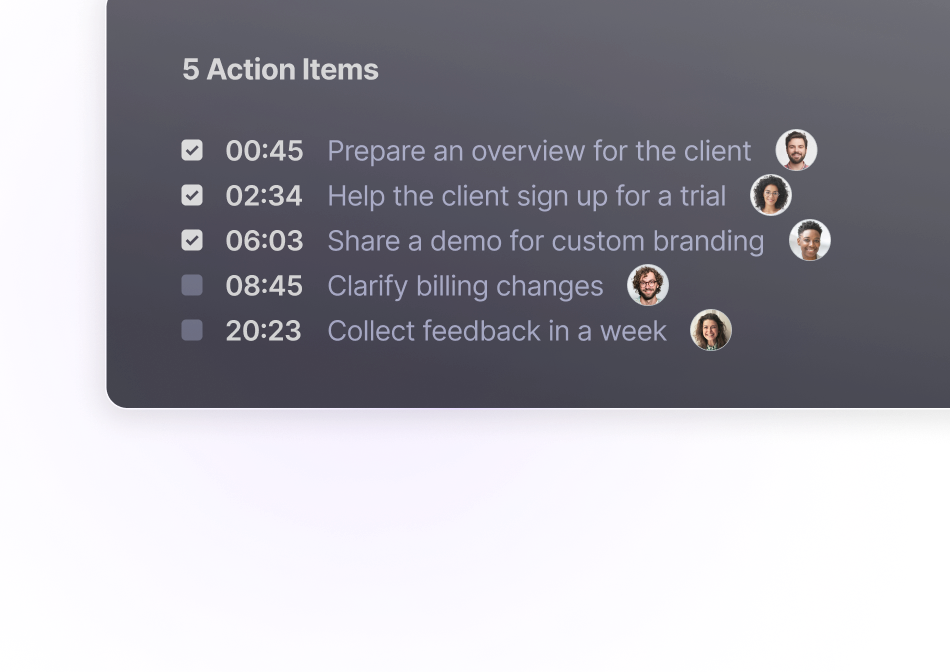 5 Action Items
00:45 Prepare an overview for the client
02:34 Help the client sign up for a trial
06:03 Share a demo for custom branding
08:45 Clarify billing changes
20:23 Collect feedback in a week